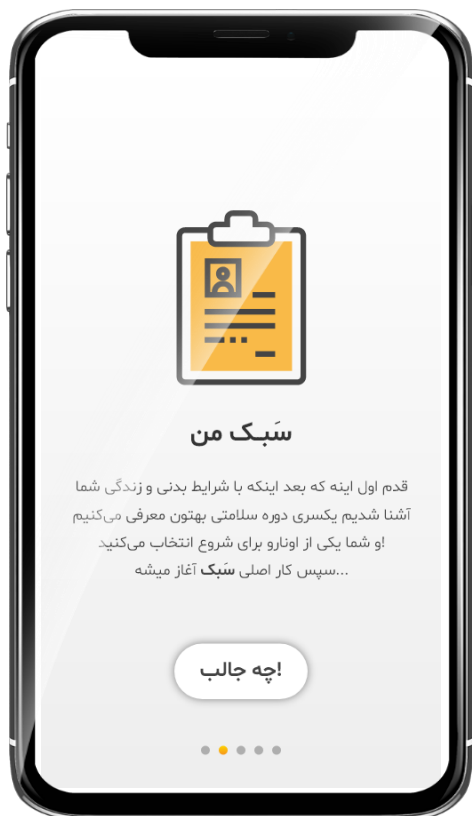 سَبک من
قدم اول اینه که بعد اینکه با شرایط بدنی و زندگی شما
آشنا شدیم یکسری دوره سلامتی بهتون معرفی می‌کنیم
و شما یکی از اونارو برای شروع انتخاب می‌کنید!
سپس کار اصلی سَبک آغاز میشه...
چه جالب!